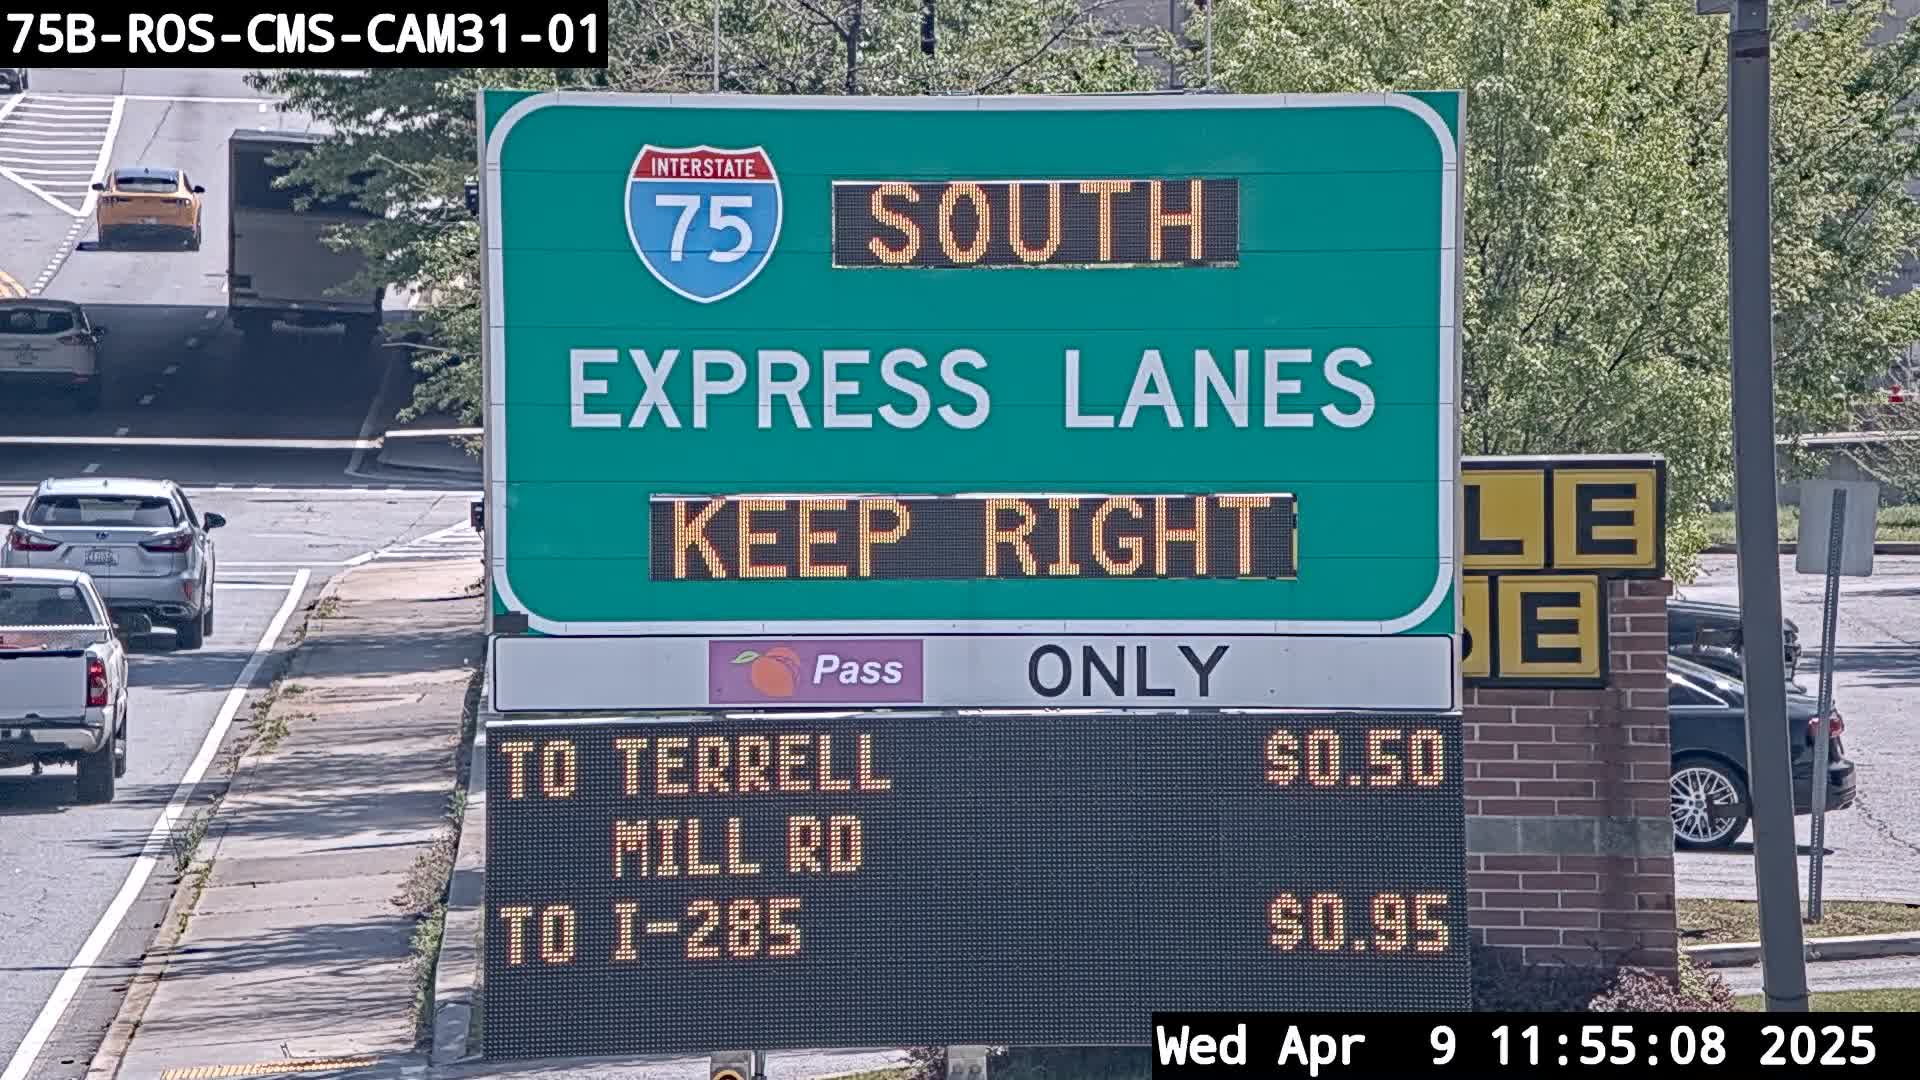 75B-ROS-CMS-CAM31-01
INTERSTATE
75
SOUTH
EXPRESS LANES
KEEP RIGHT
Pass ONLY
TO TERRELL $0.50
MILL RD
TO I-285 $0.95
LE
E
Wed Apr 9 11:55:08 2025